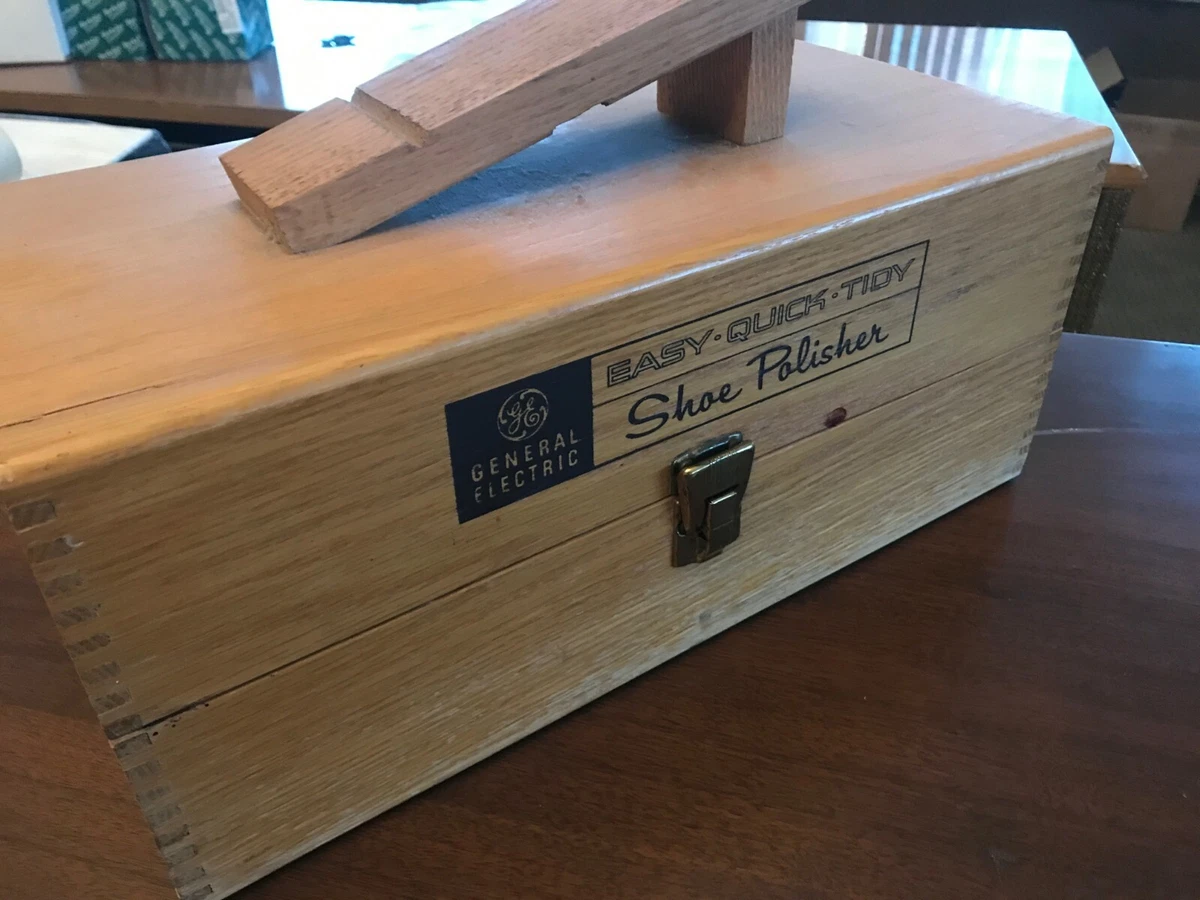 GE
GENERAL
ELECTRIC
EASY·QUICK·TIDY
Shoe Polisher